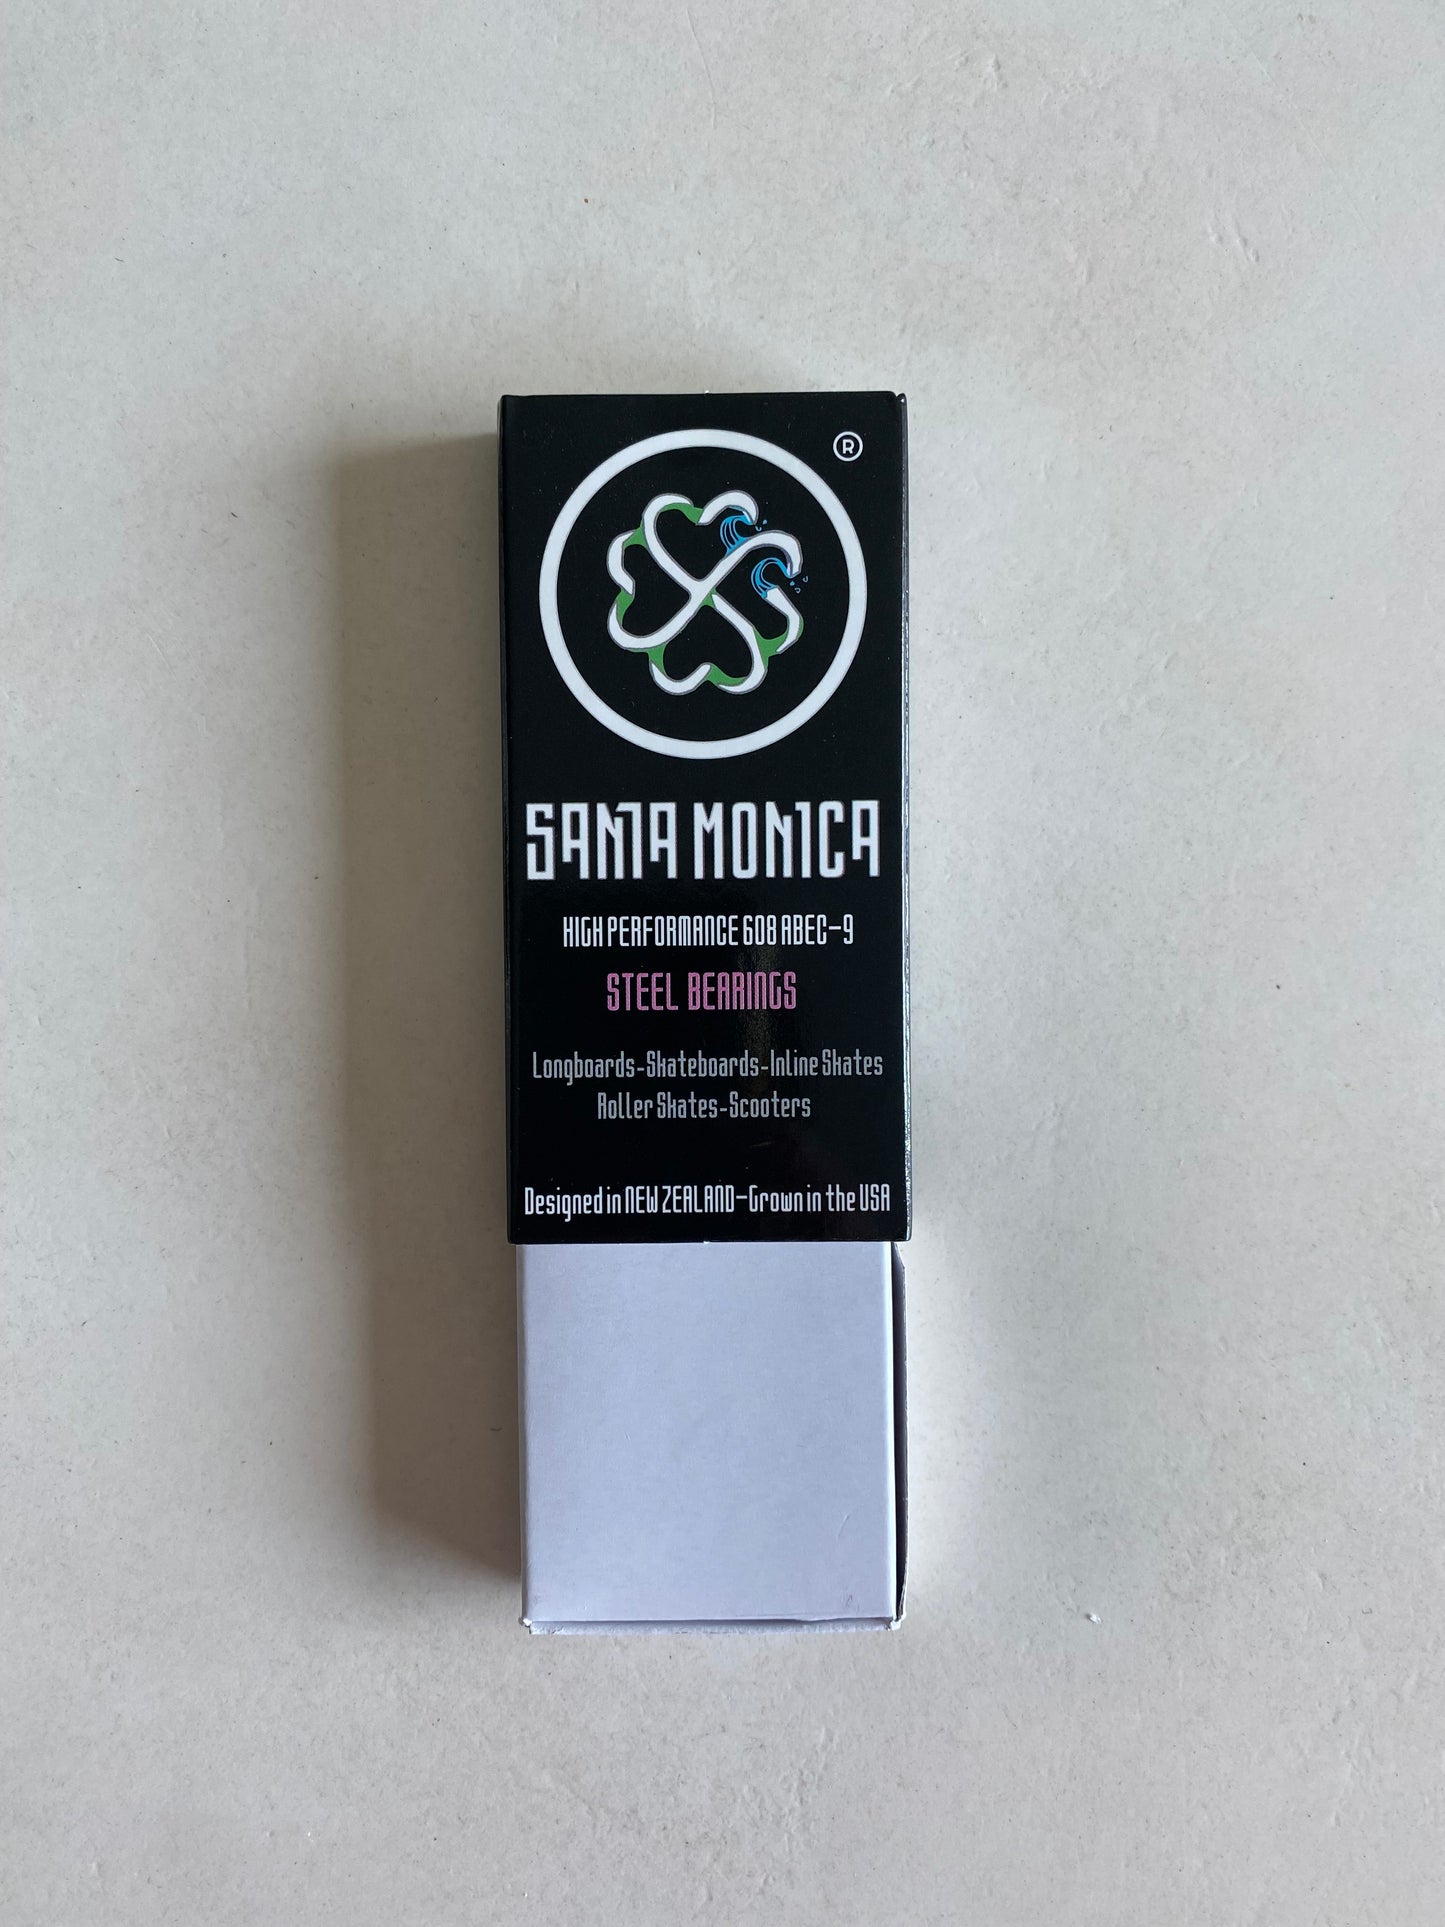 ®
SANTA MONICA
HIGH PERFORMANCE 608 ABEC-9
STEEL BEARINGS
Longboards-Skateboards-Inline Skates
Roller Skates-Scooters
Designed in NEW ZEALAND-Grown in the USA